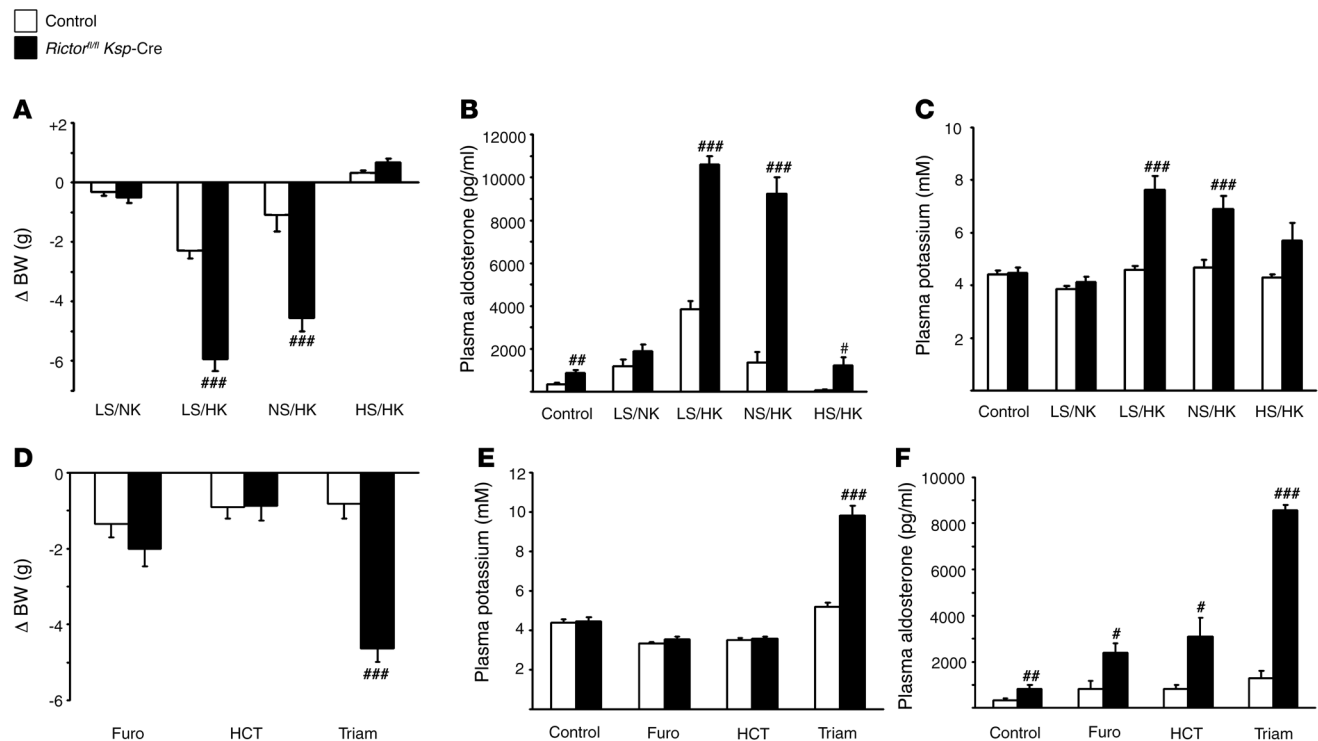 Control
Rictorfl/fl Ksp-Cre
A
+2
0
-2
-4
-6
Δ BW (g)
###
###
LS/NK LS/HK NS/HK HS/HK
B
12000
10000
8000
6000
4000
2000
Plasma aldosterone (pg/ml)
##
###
###
#
Control LS/NK LS/HK NS/HK HS/HK
C
10
8
6
4
2
Plasma potassium (mM)
###
###
Control LS/NK LS/HK NS/HK HS/HK
D
0
-2
-4
-6
Δ BW (g)
###
Furo HCT Triam
E
12
10
8
6
4
2
Plasma potassium (mM)
###
Control Furo HCT Triam
F
10000
8000
6000
4000
2000
Plasma aldosterone (pg/ml)
##
#
#
###
Control Furo HCT Triam